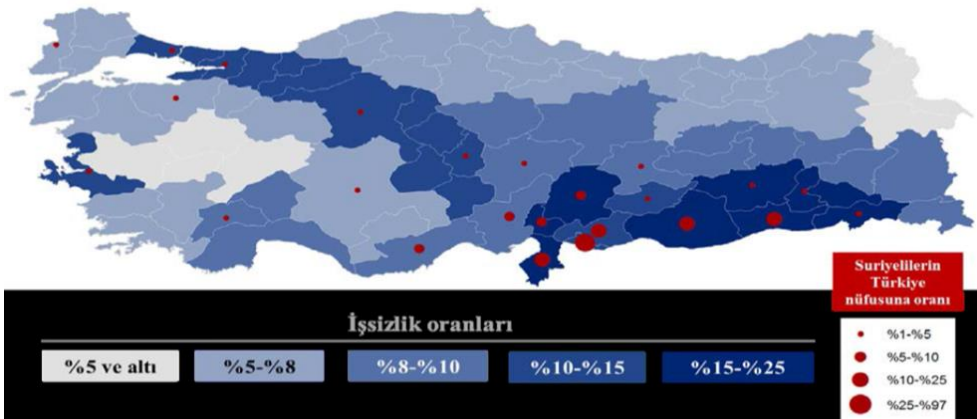 Suriyelilerin
Türkiye
nüfusuna oranı
İşsizlik oranları
%5 ve altı
%5-%8
%8-%10
%10-%15
%15-%25
%1-%5
%5-%10
%10-%25
%25-%97